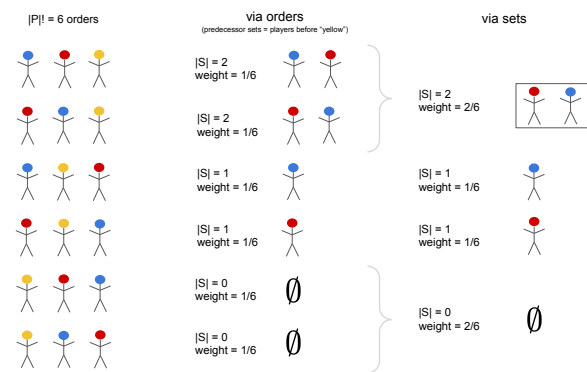 |P|! = 6 orders
via orders
(predecessor sets = players before "yellow")
via sets
|S| = 2
weight = 1/6
|S| = 2
weight = 1/6
|S| = 2
weight = 2/6
|S| = 1
weight = 1/6
|S| = 1
weight = 1/6
|S| = 1
weight = 1/6
|S| = 1
weight = 1/6
|S| = 0
weight = 1/6
∅
|S| = 0
weight = 1/6
∅
|S| = 0
weight = 2/6
∅